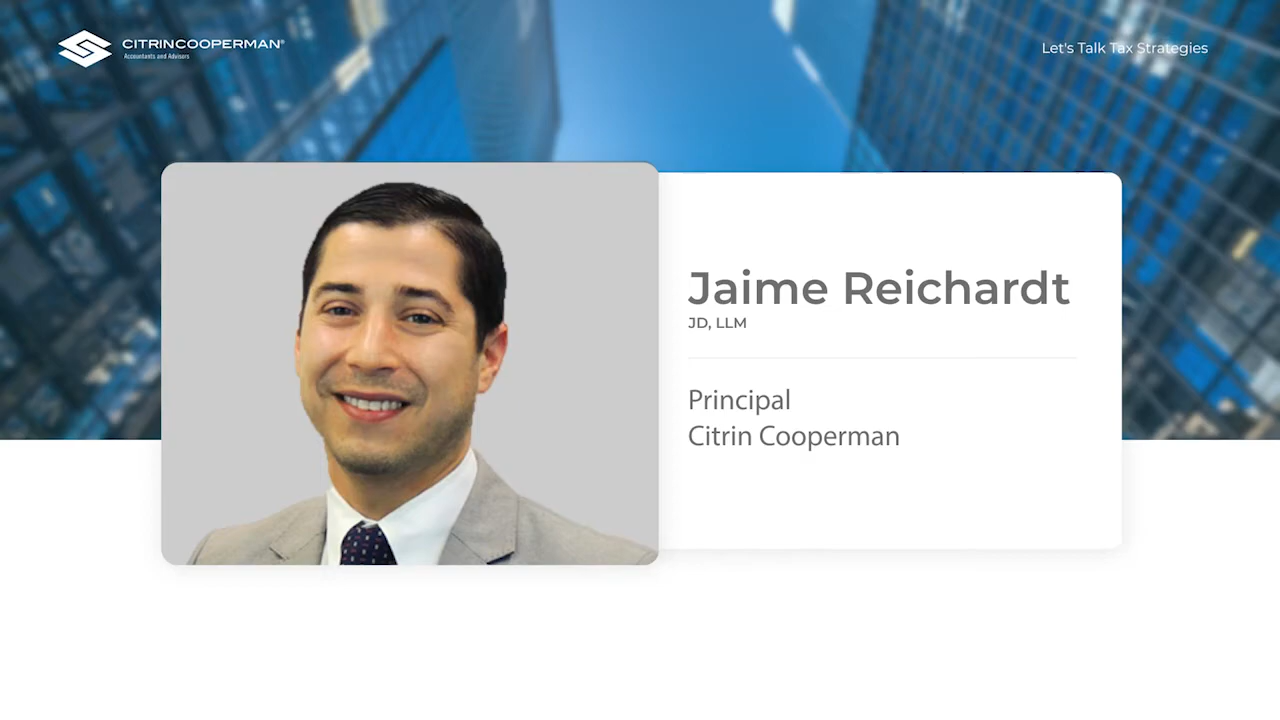 CITRINCOOPERMAN®
Accountants and Advisors
Let's Talk Tax Strategies
Jaime Reichardt
JD, LLM
Principal
Citrin Cooperman